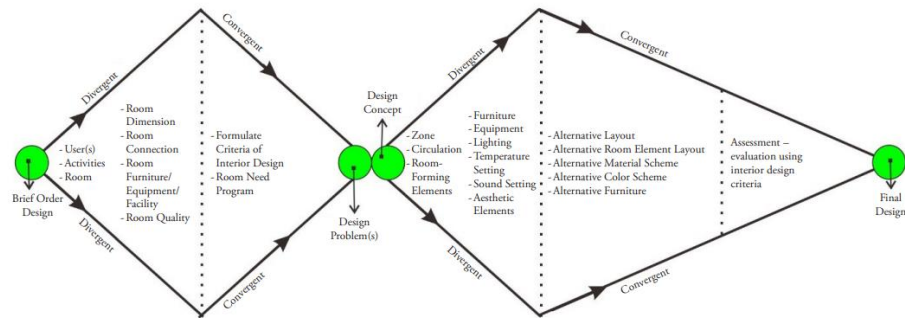 Divergent
Convergent
- User(s)
- Activities
- Room
Brief Order
Design
- Room
Dimension
- Room
Connection
- Room
Furniture/
Equipment/
Facility
- Room Quality
- Formulate
Criteria of
Interior Design
- Room Need
Program
Divergent
Convergent
Design
Concept
Design
Problem(s)
Divergent
Convergent
- Zone
- Circulation
- Room-
Forming
Elements
- Furniture
- Equipment
- Lighting
- Temperature
Setting
- Sound Setting
- Aesthetic
Elements
- Alternative Layout
- Alternative Room Element Layout
- Alternative Material Scheme
- Alternative Color Scheme
- Alternative Furniture
Assessment –
evaluation using
interior design
criteria
Divergent
Convergent
Final
Design